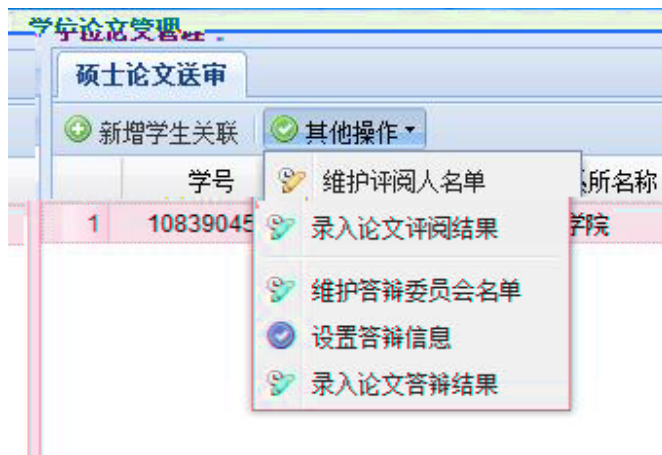 学位论文管理
硕士论文送审
新增学生关联 其他操作
学号 所名称
1 10839045 学院
维护评阅人名单
录入论文评阅结果
维护答辩委员会名单
设置答辩信息
录入论文答辩结果